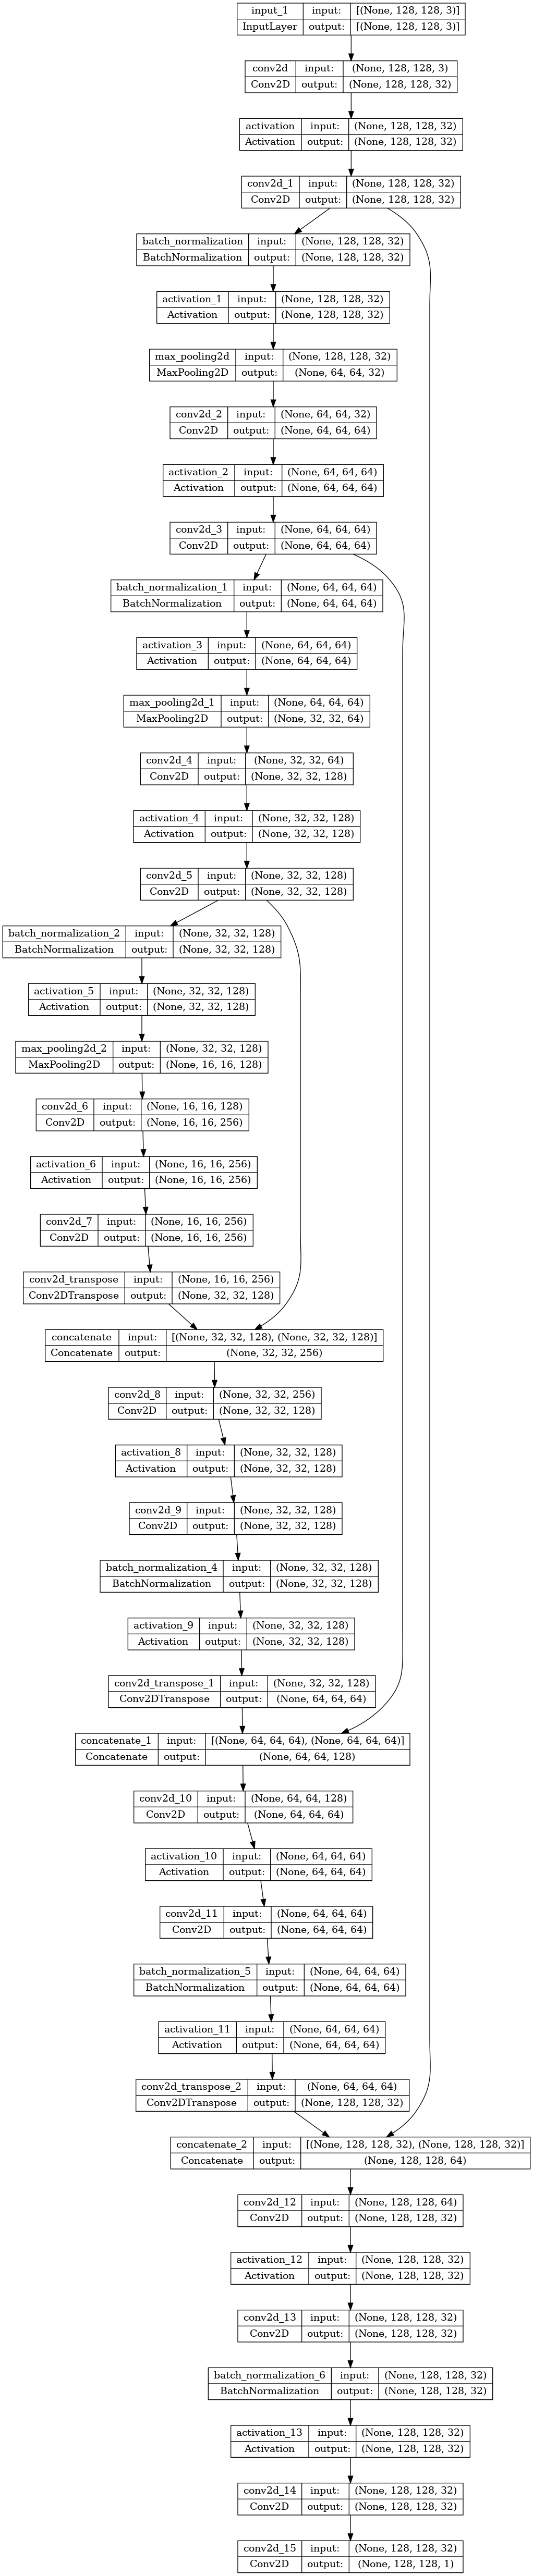 input_1 input: [(None, 128, 128, 3)]
InputLayer output: [(None, 128, 128, 3)]
conv2d input: (None, 128, 128, 3)
Conv2D output: (None, 128, 128, 32)
activation input: (None, 128, 128, 32)
Activation output: (None, 128, 128, 32)
conv2d_1 input: (None, 128, 128, 32)
Conv2D output: (None, 128, 128, 32)
batch_normalization input: (None, 128, 128, 32)
BatchNormalization output: (None, 128, 128, 32)
activation_1 input: (None, 128, 128, 32)
Activation output: (None, 128, 128, 32)
max_pooling2d input: (None, 128, 128, 32)
MaxPooling2D output: (None, 64, 64, 32)
conv2d_2 input: (None, 64, 64, 32)
Conv2D output: (None, 64, 64, 64)
activation_2 input: (None, 64, 64, 64)
Activation output: (None, 64, 64, 64)
conv2d_3 input: (None, 64, 64, 64)
Conv2D output: (None, 64, 64, 64)
batch_normalization_1 input: (None, 64, 64, 64)
BatchNormalization output: (None, 64, 64, 64)
activation_3 input: (None, 64, 64, 64)
Activation output: (None, 64, 64, 64)
max_pooling2d_1 input: (None, 64, 64, 64)
MaxPooling2D output: (None, 32, 32, 64)
conv2d_4 input: (None, 32, 32, 64)
Conv2D output: (None, 32, 32, 128)
activation_4 input: (None, 32, 32, 128)
Activation output: (None, 32, 32, 128)
conv2d_5 input: (None, 32, 32, 128)
Conv2D output: (None, 32, 32, 128)
batch_normalization_2 input: (None, 32, 32, 128)
BatchNormalization output: (None, 32, 32, 128)
activation_5 input: (None, 32, 32, 128)
Activation output: (None, 32, 32, 128)
max_pooling2d_2 input: (None, 32, 32, 128)
MaxPooling2D output: (None, 16, 16, 128)
conv2d_6 input: (None, 16, 16, 128)
Conv2D output: (None, 16, 16, 256)
activation_6 input: (None, 16, 16, 256)
Activation output: (None, 16, 16, 256)
conv2d_7 input: (None, 16, 16, 256)
Conv2D output: (None, 16, 16, 256)
conv2d_transpose input: (None, 16, 16, 256)
Conv2DTranspose output: (None, 32, 32, 128)
concatenate input: [(None, 32, 32, 128), (None, 32, 32, 128)]
Concatenate output: (None, 32, 32, 256)
conv2d_8 input: (None, 32, 32, 256)
Conv2D output: (None, 32, 32, 128)
activation_8 input: (None, 32, 32, 128)
Activation output: (None, 32, 32, 128)
conv2d_9 input: (None, 32, 32, 128)
Conv2D output: (None, 32, 32, 128)
batch_normalization_4 input: (None, 32, 32, 128)
BatchNormalization output: (None, 32, 32, 128)
activation_9 input: (None, 32, 32, 128)
Activation output: (None, 32, 32, 128)
conv2d_transpose_1 input: (None, 32, 32, 128)
Conv2DTranspose output: (None, 64, 64, 64)
concatenate_1 input: [(None, 64, 64, 64), (None, 64, 64, 64)]
Concatenate output: (None, 64, 64, 128)
conv2d_10 input: (None, 64, 64, 128)
Conv2D output: (None, 64, 64, 64)
activation_10 input: (None, 64, 64, 64)
Activation output: (None, 64, 64, 64)
conv2d_11 input: (None, 64, 64, 64)
Conv2D output: (None, 64, 64, 64)
batch_normalization_5 input: (None, 64, 64, 64)
BatchNormalization output: (None, 64, 64, 64)
activation_11 input: (None, 64, 64, 64)
Activation output: (None, 64, 64, 64)
conv2d_transpose_2 input: (None, 64, 64, 64)
Conv2DTranspose output: (None, 128, 128, 32)
concatenate_2 input: [(None, 128, 128, 32), (None, 128, 128, 32)]
Concatenate output: (None, 128, 128, 64)
conv2d_12 input: (None, 128, 128, 64)
Conv2D output: (None, 128, 128, 32)
activation_12 input: (None, 128, 128, 32)
Activation output: (None, 128, 128, 32)
conv2d_13 input: (None, 128, 128, 32)
Conv2D output: (None, 128, 128, 32)
batch_normalization_6 input: (None, 128, 128, 32)
BatchNormalization output: (None, 128, 128, 32)
activation_13 input: (None, 128, 128, 32)
Activation output: (None, 128, 128, 32)
conv2d_14 input: (None, 128, 128, 32)
Conv2D output: (None, 128, 128, 32)
conv2d_15 input: (None, 128, 128, 32)
Conv2D output: (None, 128, 128, 1)